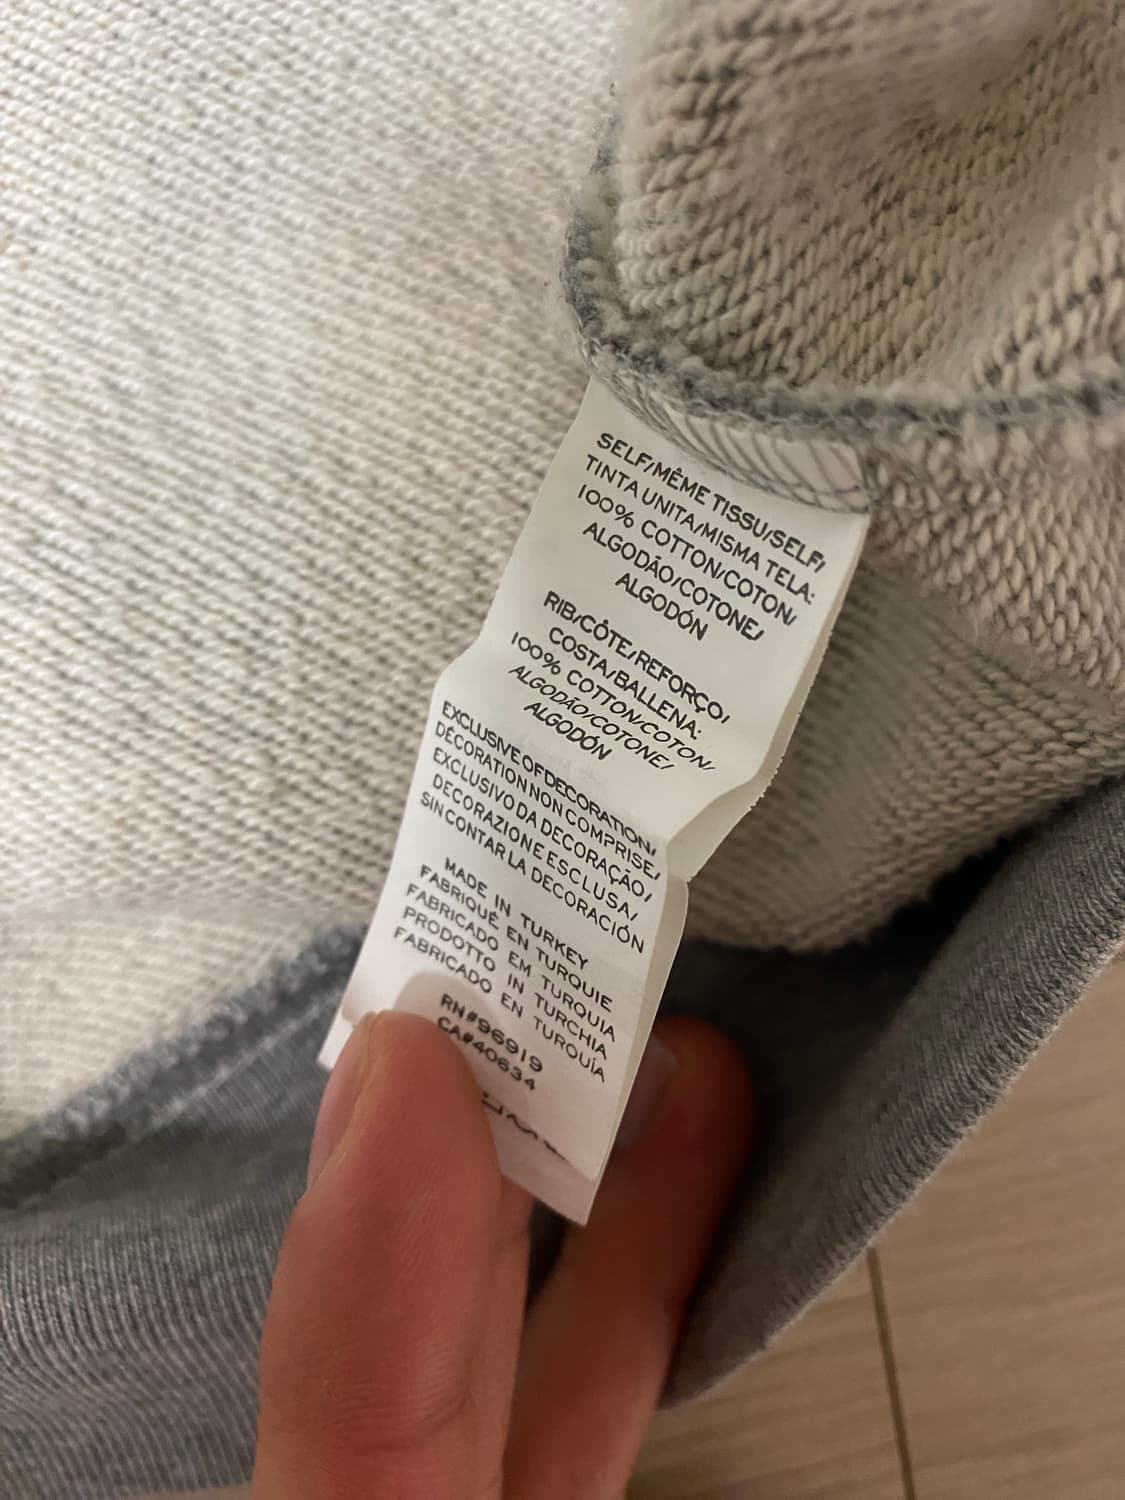 SELF/MÊME TISSU/SELF/
TINTA UNITA/MISMA TELA:
100% COTTON/COTON/
ALGODÃO/COTONE/
ALGODÓN
RIB/CÔTE/REFORÇO/
COSTA/BALLENA:
100% COTTON/COTON/
ALGODÃO/COTONE/
ALGODÓN
EXCLUSIVE OF DECORATION/
DÉCORATION NON COMPRISE/
EXCLUSIVO DA DECORAÇÃO/
DECORAZIONE ESCLUSA/
SIN CONTAR LA DECORACIÓN
MADE IN TURKEY
FABRIQUÉ EN TURQUIE
FABRICADO EM TURQUIA
PRODOTTO IN TURCHIA
FABRICADO EN TURQUÍA
RN#96919
CA#40634